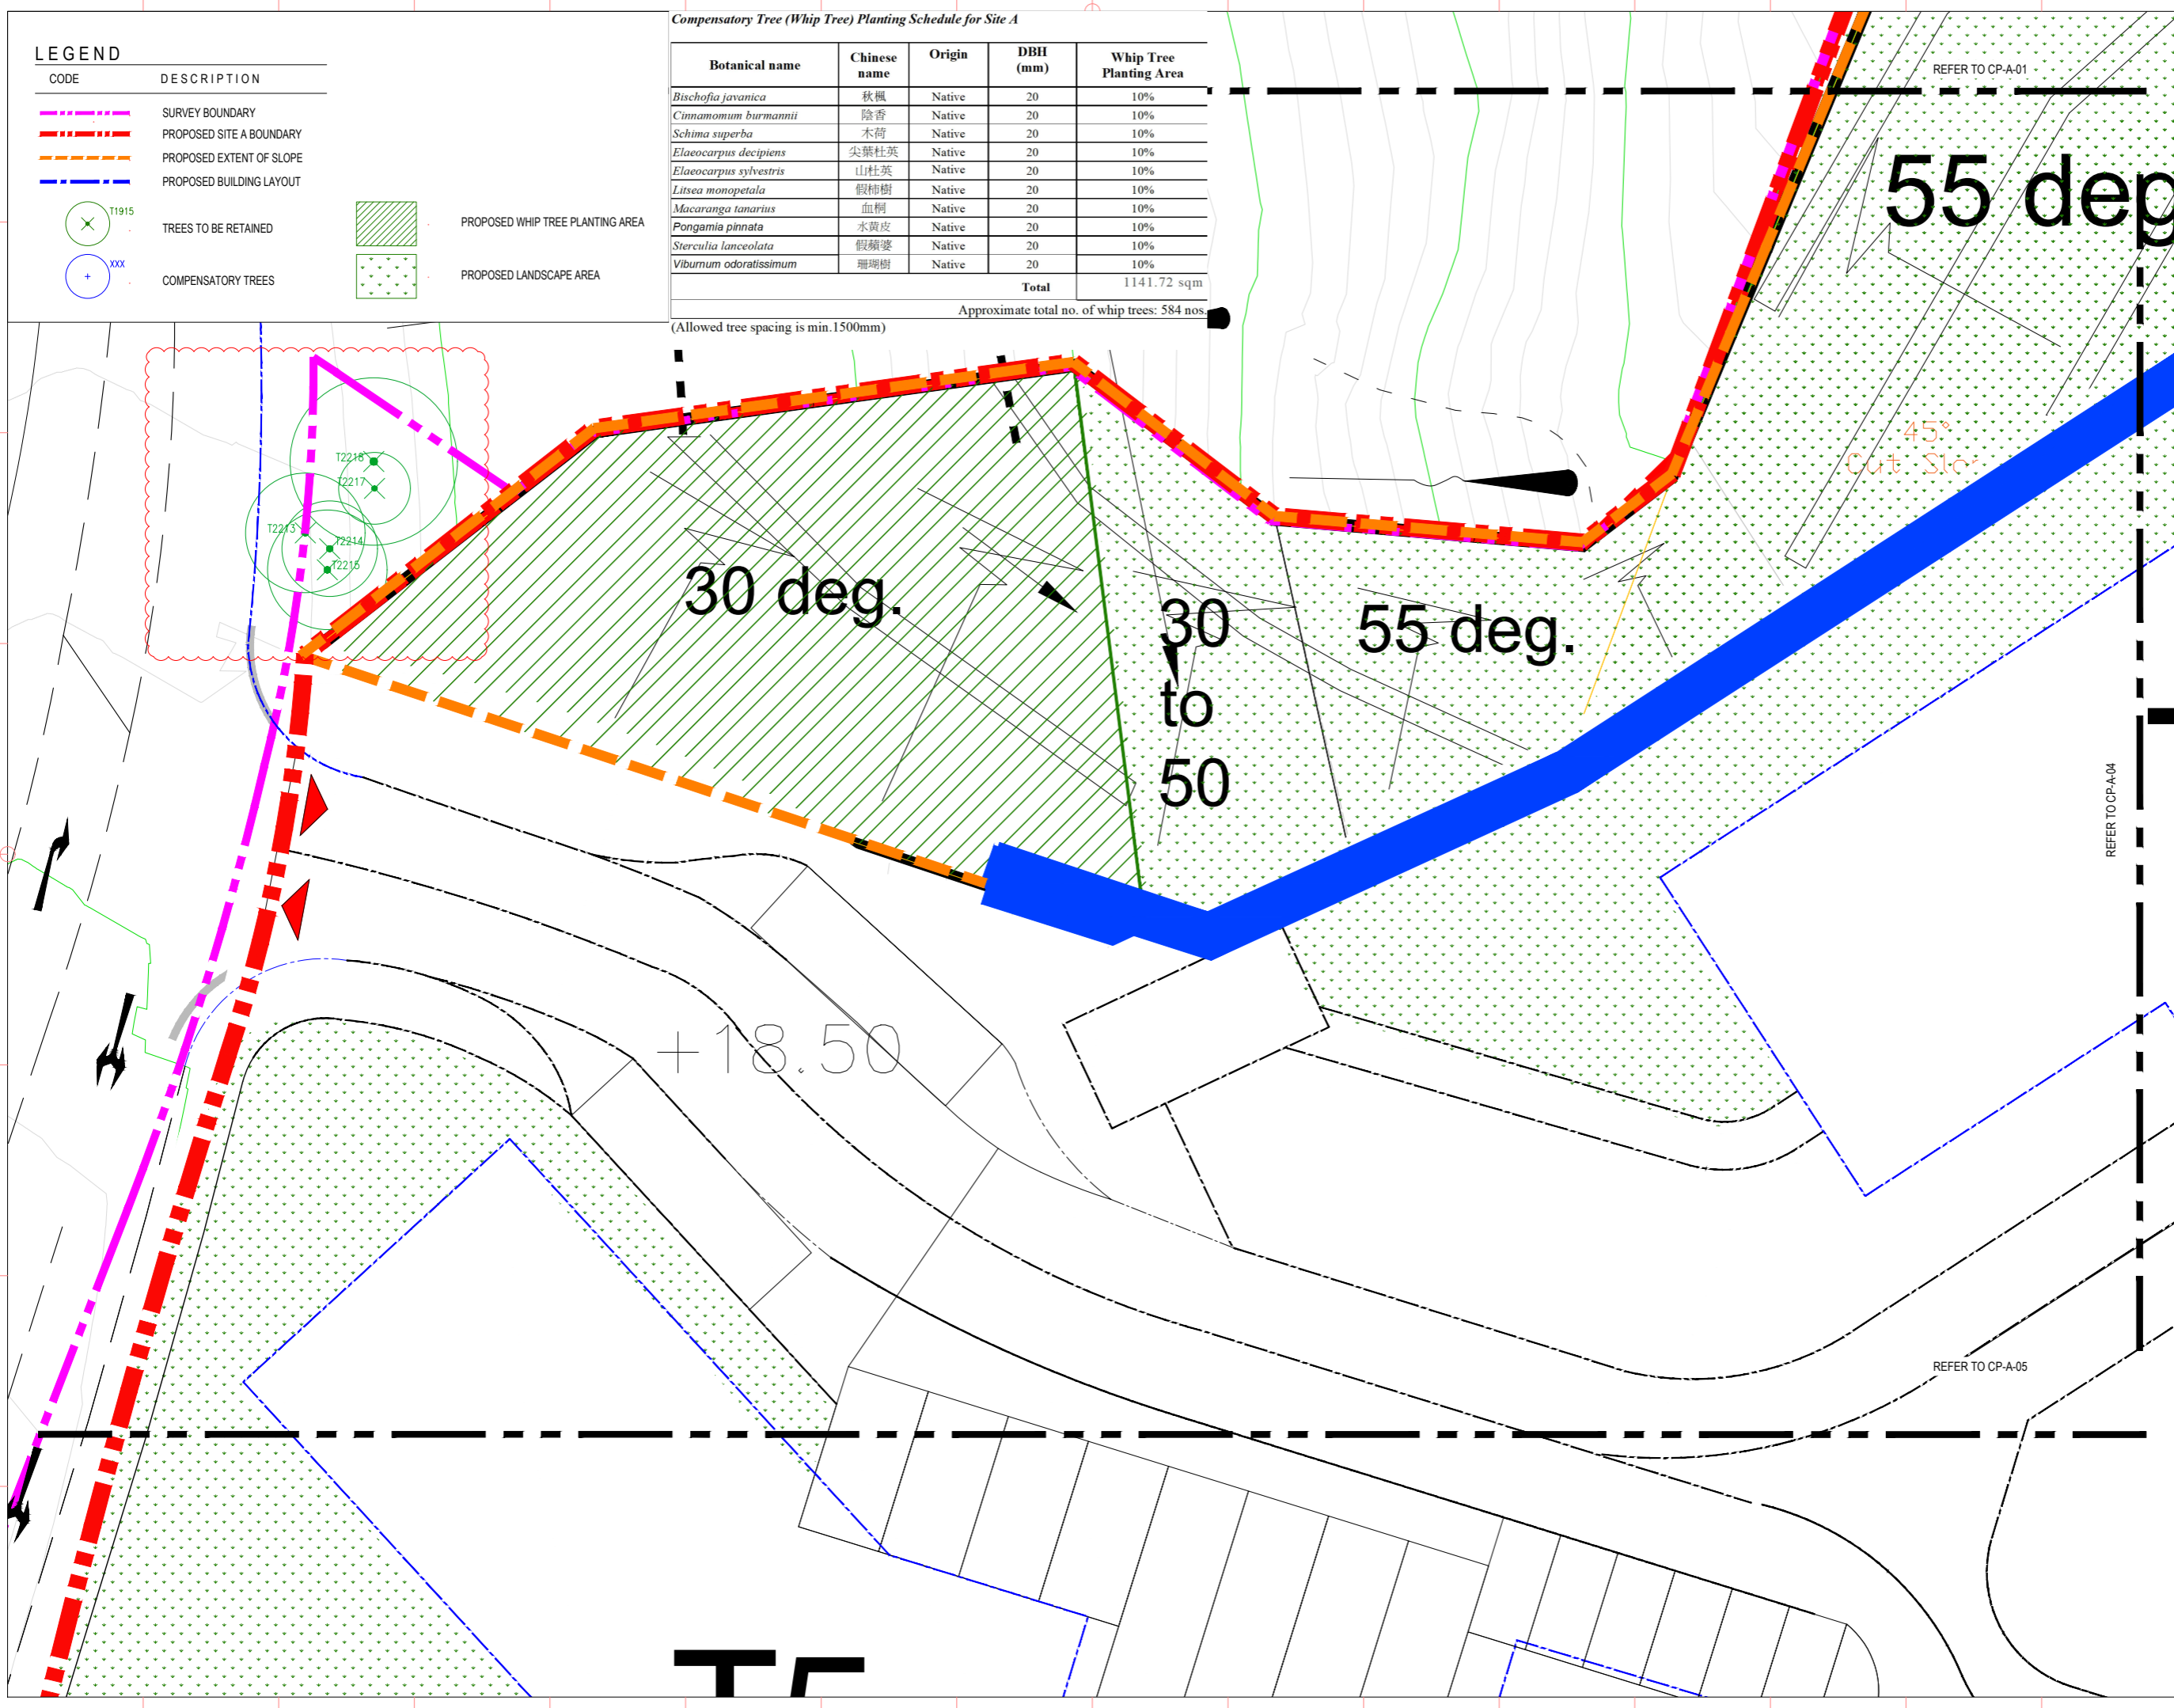 LEGEND
CODE DESCRIPTION
SURVEY BOUNDARY
PROPOSED SITE A BOUNDARY
PROPOSED EXTENT OF SLOPE
PROPOSED BUILDING LAYOUT
T1915
TREES TO BE RETAINED
PROPOSED WHIP TREE PLANTING AREA
XXX
COMPENSATORY TREES
PROPOSED LANDSCAPE AREA
Compensatory Tree (Whip Tree) Planting Schedule for Site A
Botanical name Chinese name Origin DBH (mm) Whip Tree Planting Area
Bischofia javanica 秋楓 Native 20 10%
Cinnamomum burmannii 陰香 Native 20 10%
Schima superba 木荷 Native 20 10%
Elaeocarpus decipiens 尖葉杜英 Native 20 10%
Elaeocarpus sylvestris 山杜英 Native 20 10%
Litsea monopetala 假柿樹 Native 20 10%
Macaranga tanarius 血桐 Native 20 10%
Pongamia pinnata 水黄皮 Native 20 10%
Sterculia lanceolata 假蘋婆 Native 20 10%
Viburnum odoratissimum 珊瑚樹 Native 20 10%
Total 1141.72 sqm
Approximate total no. of whip trees: 584 nos.
(Allowed tree spacing is min.1500mm)
REFER TO CP-A-01
55 deg
45°
Cut Slo
T2218
T2217
T2213
T2214
T2215
30 deg.
30
to
50
55 deg.
REFER TO CP-A-04
+18.50
REFER TO CP-A-05